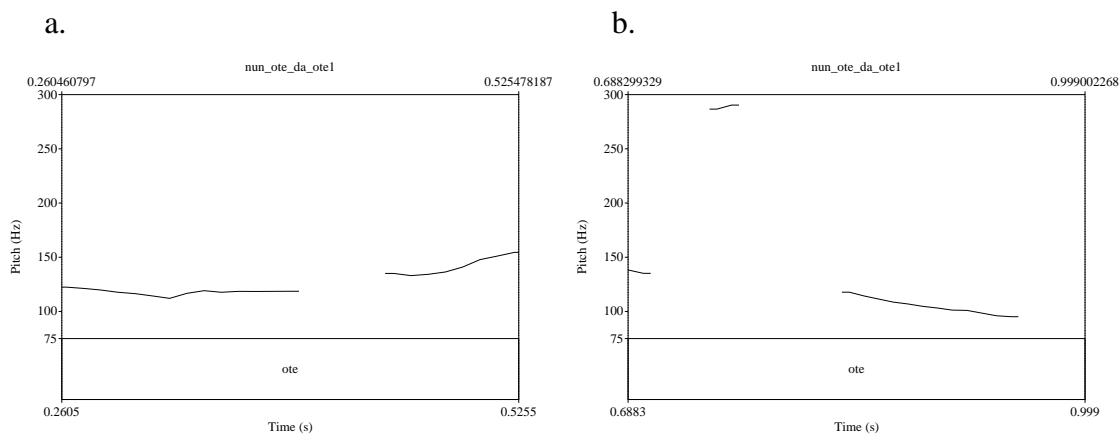 a.
nun_ote_da_ote1
0.260460797 0.525478187
300
250
200
150
100
75
Pitch (Hz)
ote
0.2605 0.5255
Time (s)
b.
nun_ote_da_ote1
0.688299329 0.999002268
300
250
200
150
100
75
Pitch (Hz)
ote
0.6883 0.999
Time (s)